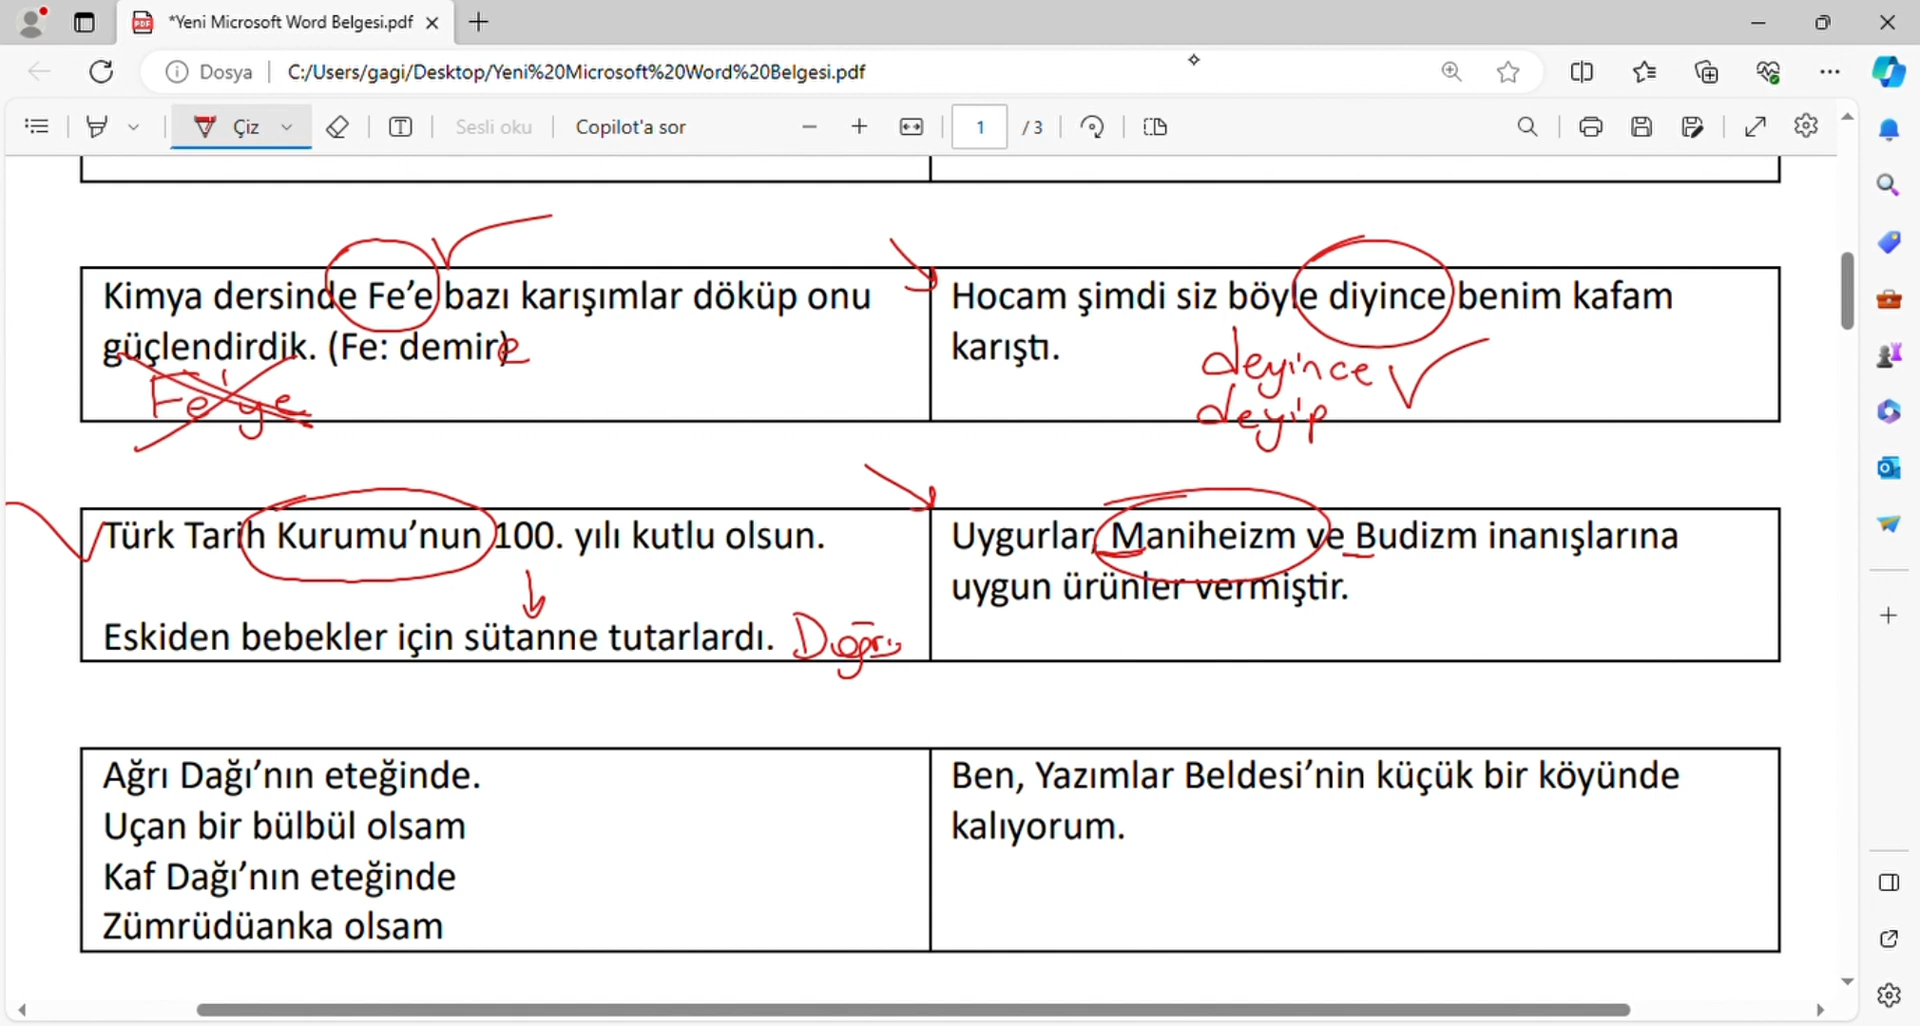 *Yeni Microsoft Word Belgesi.pdf
Dosya
C:/Users/gagi/Desktop/Yeni%20Microsoft%20Word%20Belgesi.pdf
Çiz
Sesli oku
Copilot'a sor
1
/ 3
Kimya dersinde Fe’e bazı karışımlar döküp onu
güçlendirdik. (Fe: demir)e
Fe'ye
Hocam şimdi siz böyle diyince benim kafam
karıştı.
deyince
deyip
Türk Tarih Kurumu’nun 100. yılı kutlu olsun.
Eskiden bebekler için sütanne tutarlardı. Doğru
Uygurlar, Maniheizm ve Budizm inanışlarına
uygun ürünler vermiştir.
Ağrı Dağı’nın eteğinde.
Uçan bir bülbül olsam
Kaf Dağı’nın eteğinde
Zümrüdüanka olsam
Ben, Yazımlar Beldesi’nin küçük bir köyünde
kalıyorum.